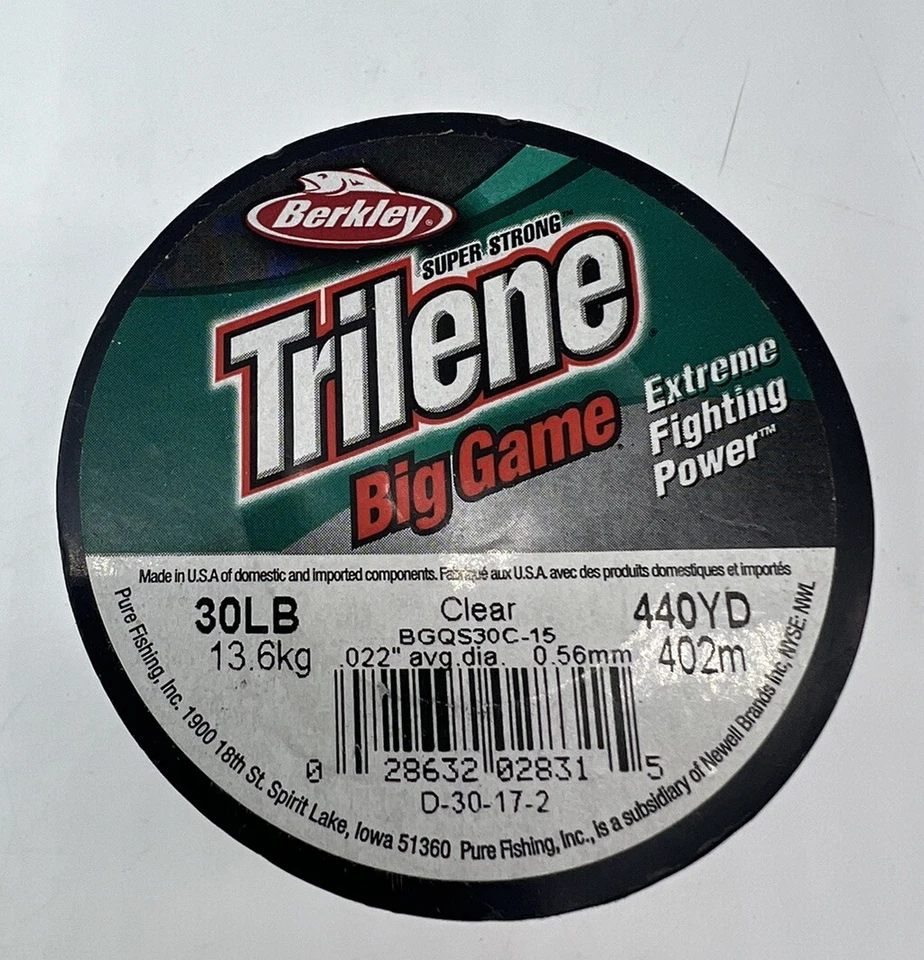 Berkley®
SUPER STRONG™
Trilene®
Big Game®
Extreme
Fighting
Power™
Made in U.S.A of domestic and imported components. Fabriqué aux U.S.A. avec des produits domestiques et importés
30LB
13.6kg
Clear
BGQS30C-15
.022" avg.dia. 0.56mm
440YD
402m
0 28632 02831 5
D-30-17-2
Pure Fishing, Inc. 1900 18th St. Spirit Lake, Iowa 51360 Pure Fishing, Inc., is a subsidiary of Newell Brands Inc, NYSE: NWL